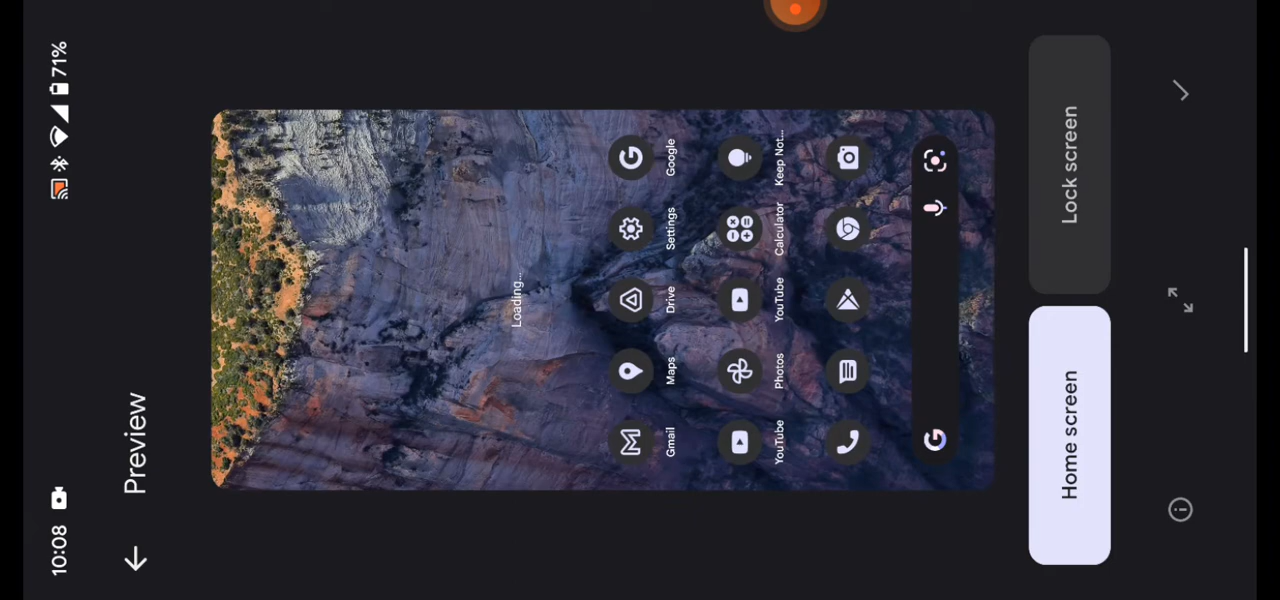 10:08
71%
Preview
Loading...
Gmail
Maps
Drive
Settings
Google
YouTube
Photos
YouTube
Calculator
Keep Not...
Home screen
Lock screen